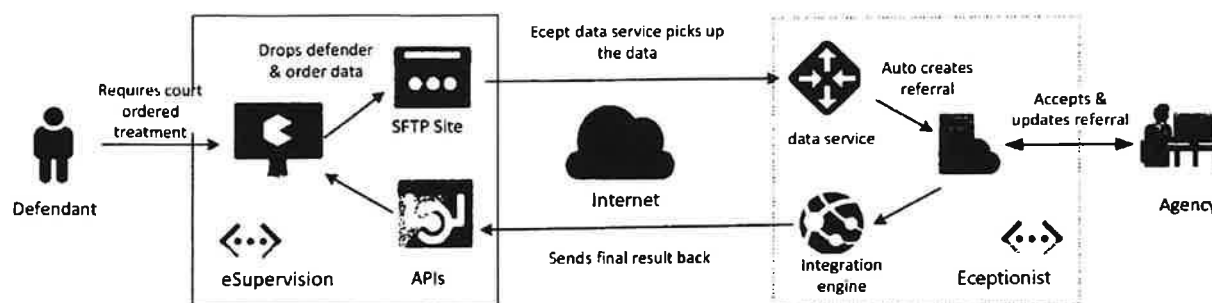 Requires court
ordered
treatment
Defendant
Drops defender
& order data
SFTP Site
eSupervision
APIs
Ecept data service picks up
the data
Internet
Sends final result back
data service
Auto creates
referral
Integration
engine
Eceptionist
Accepts &
updates referral
Agency